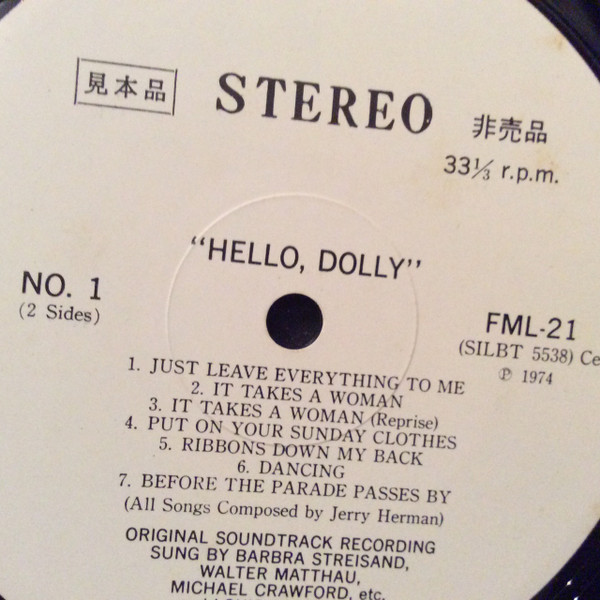 見本品
STEREO
非売品
33⅓ r.p.m.
"HELLO, DOLLY"
NO. 1
(2 Sides)
FML-21
(SILBT 5538) Ce
℗ 1974
1. JUST LEAVE EVERYTHING TO ME
2. IT TAKES A WOMAN
3. IT TAKES A WOMAN (Reprise)
4. PUT ON YOUR SUNDAY CLOTHES
5. RIBBONS DOWN MY BACK
6. DANCING
7. BEFORE THE PARADE PASSES BY
(All Songs Composed by Jerry Herman)
ORIGINAL SOUNDTRACK RECORDING
SUNG BY BARBRA STREISAND,
WALTER MATTHAU,
MICHAEL CRAWFORD, etc.